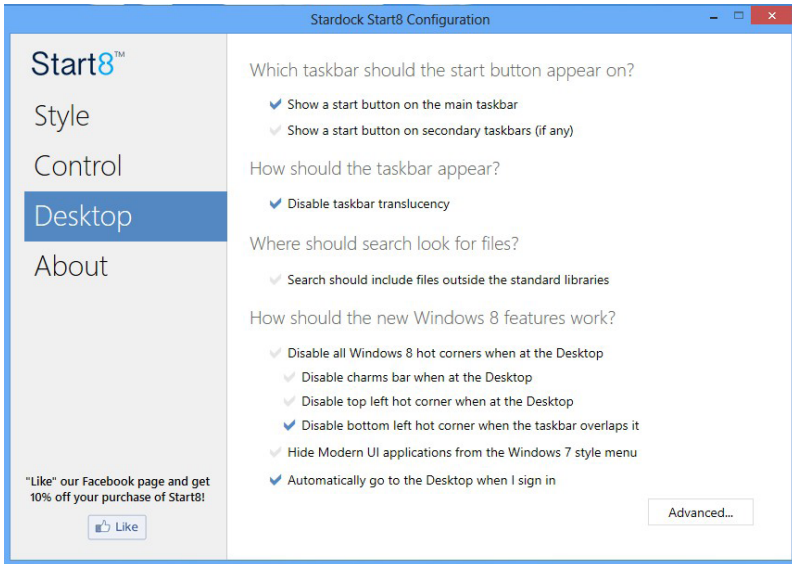 Stardock Start8 Configuration
Start8™
Style
Control
Desktop
About
"Like" our Facebook page and get
10% off your purchase of Start8!
Like
Which taskbar should the start button appear on?
Show a start button on the main taskbar
Show a start button on secondary taskbars (if any)
How should the taskbar appear?
Disable taskbar translucency
Where should search look for files?
Search should include files outside the standard libraries
How should the new Windows 8 features work?
Disable all Windows 8 hot corners when at the Desktop
Disable charms bar when at the Desktop
Disable top left hot corner when at the Desktop
Disable bottom left hot corner when the taskbar overlaps it
Hide Modern UI applications from the Windows 7 style menu
Automatically go to the Desktop when I sign in
Advanced...